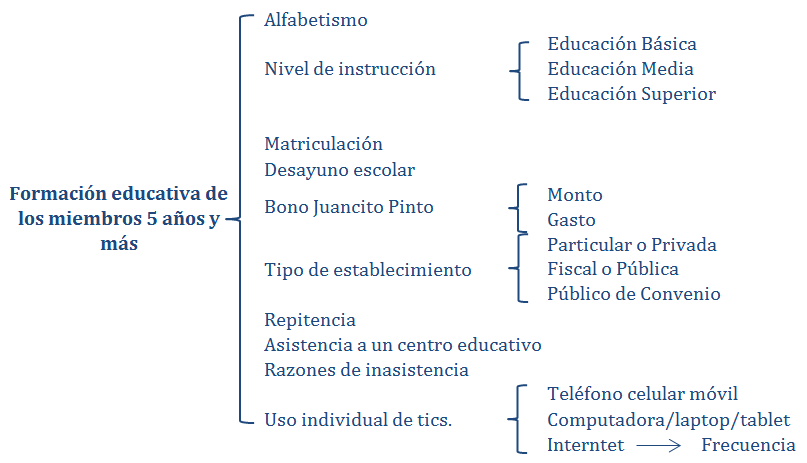 Formación educativa de
los miembros 5 años y
más
Alfabetismo
Nivel de instrucción
Educación Básica
Educación Media
Educación Superior
Matriculación
Desayuno escolar
Bono Juancito Pinto
Monto
Gasto
Tipo de establecimiento
Particular o Privada
Fiscal o Pública
Público de Convenio
Repitencia
Asistencia a un centro educativo
Razones de inasistencia
Uso individual de tics.
Teléfono celular móvil
Computadora/laptop/tablet
Interntet → Frecuencia